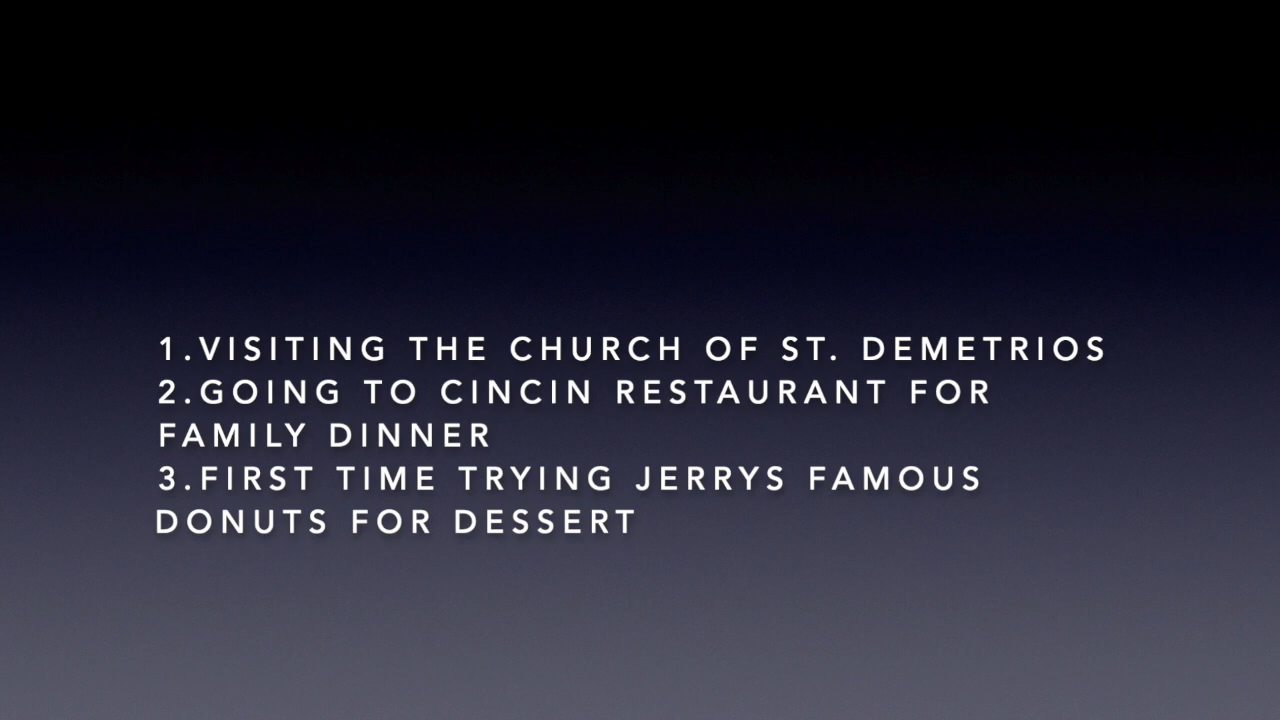 1.VISITING THE CHURCH OF ST. DEMETRIOS
2.GOING TO CINCIN RESTAURANT FOR
FAMILY DINNER
3.FIRST TIME TRYING JERRYS FAMOUS
DONUTS FOR DESSERT